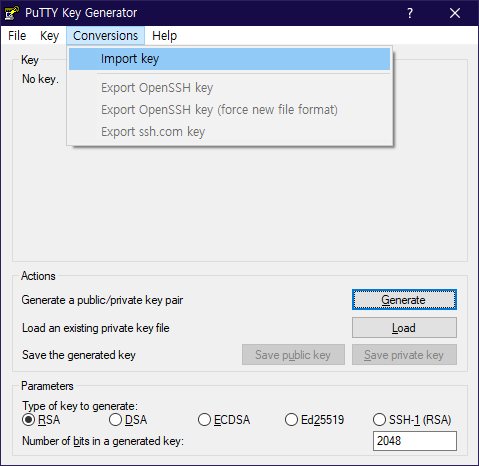 PuTTY Key Generator
File Key Conversions Help
Import key
Export OpenSSH key
Export OpenSSH key (force new file format)
Export ssh.com key
Key
No key.
Actions
Generate a public/private key pair
Generate
Load an existing private key file
Load
Save the generated key
Save public key
Save private key
Parameters
Type of key to generate:
RSA DSA ECDSA Ed25519 SSH-1 (RSA)
Number of bits in a generated key:
2048